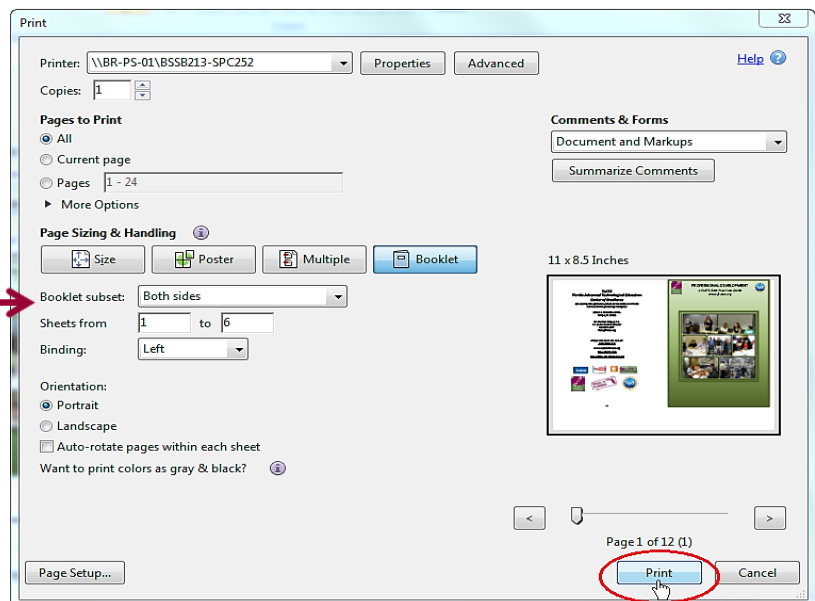 Print
Printer: \\BR-PS-01\BSSB213-SPC252 Properties Advanced Help
Copies: 1
Pages to Print
All
Current page
Pages 1 - 24
More Options
Comments & Forms
Document and Markups
Summarize Comments
Page Sizing & Handling
Size Poster Multiple Booklet
Booklet subset: Both sides
Sheets from 1 to 6
Binding: Left
Orientation:
Portrait
Landscape
Auto-rotate pages within each sheet
Want to print colors as gray & black?
11 x 8.5 Inches
PROFESSIONAL DEVELOPMENT
< >
Page 1 of 12 (1)
Page Setup... Print Cancel